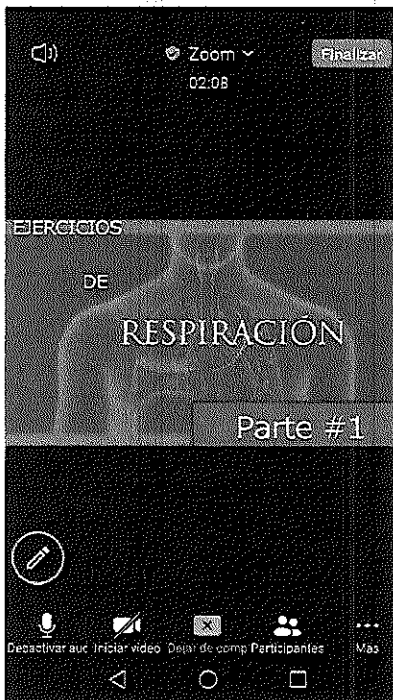 Zoom
Finalizar
02:08
EJERCICIOS
DE
RESPIRACIÓN
Parte #1
Desactivar auc Iniciar video Dejar de comp Participantes Más